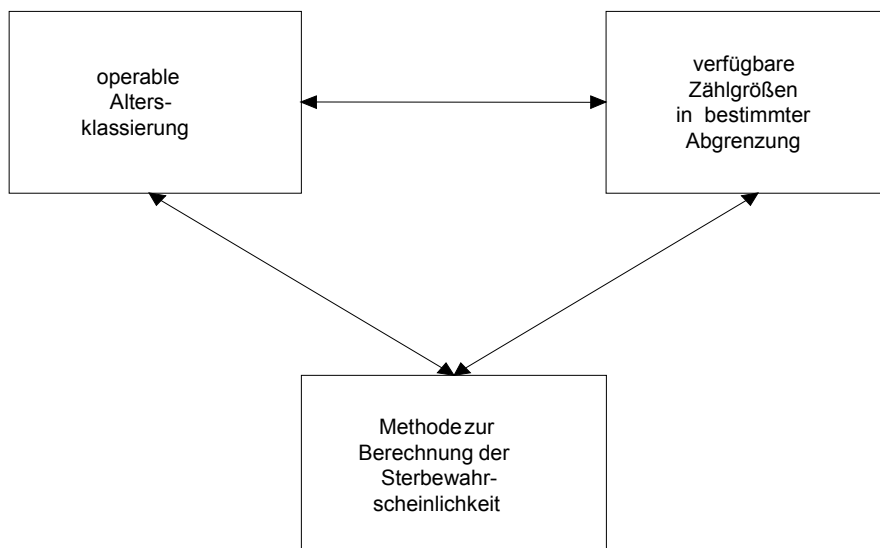 operable
Alters-
klassierung
verfügbare
Zählgrößen
in bestimmter
Abgrenzung
Methode zur
Berechnung der
Sterbewahr-
scheinlichkeit